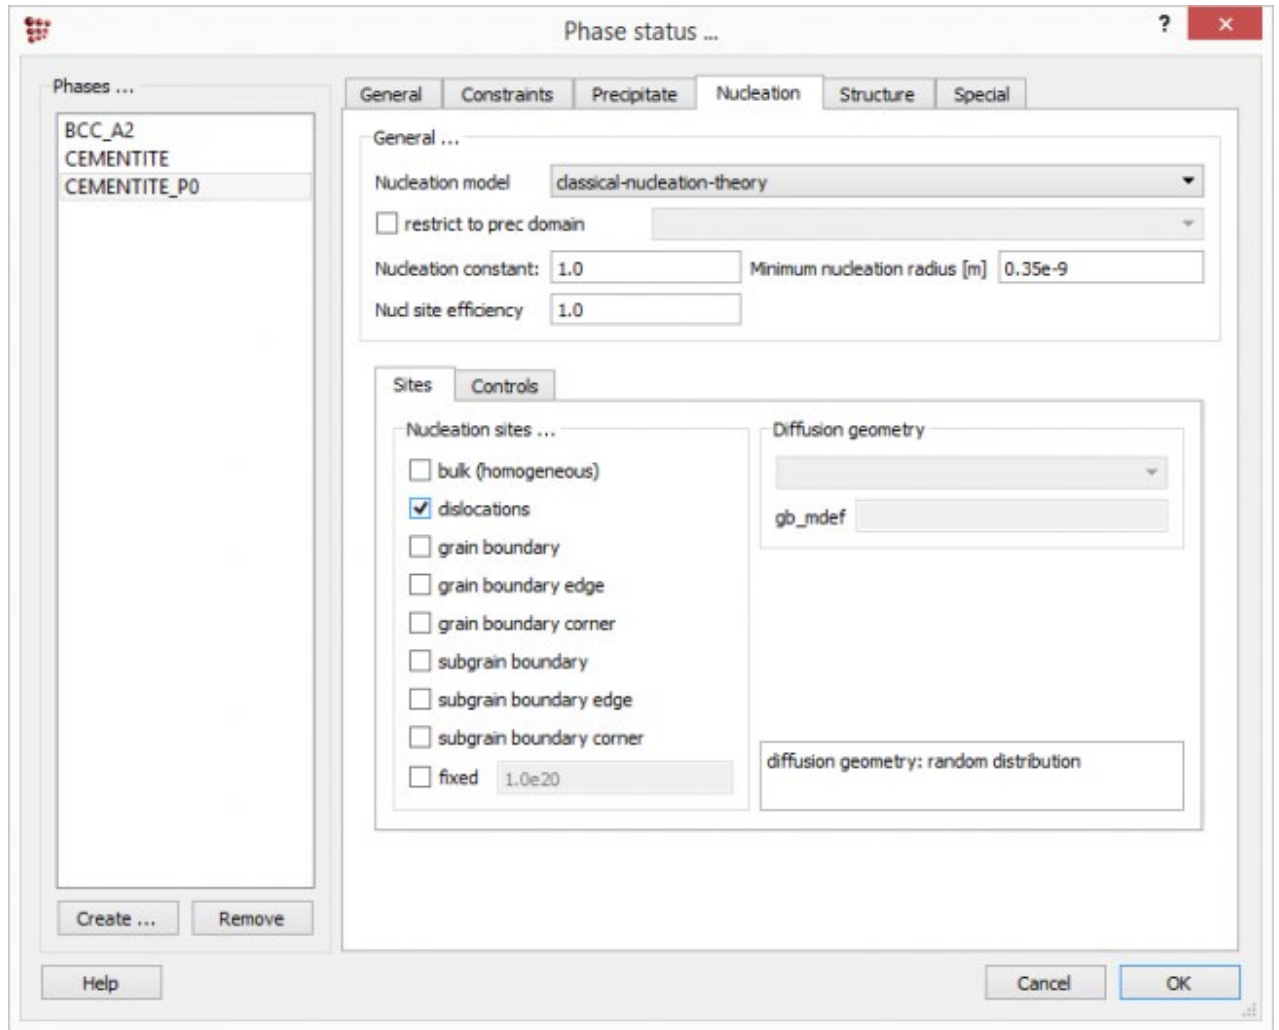 Phase status ...
?
Phases ...
BCC_A2
CEMENTITE
CEMENTITE_P0
Create ...
Remove
General
Constraints
Precipitate
Nucleation
Structure
Special
General ...
Nucleation model
classical-nucleation-theory
restrict to prec domain
Nucleation constant: 1.0
Minimum nucleation radius [m] 0.35e-9
Nucl site efficiency 1.0
Sites
Controls
Nucleation sites ...
bulk (homogeneous)
dislocations
grain boundary
grain boundary edge
grain boundary corner
subgrain boundary
subgrain boundary edge
subgrain boundary corner
fixed 1.0e20
Diffusion geometry
gb_mdef
diffusion geometry: random distribution
Help
Cancel
OK